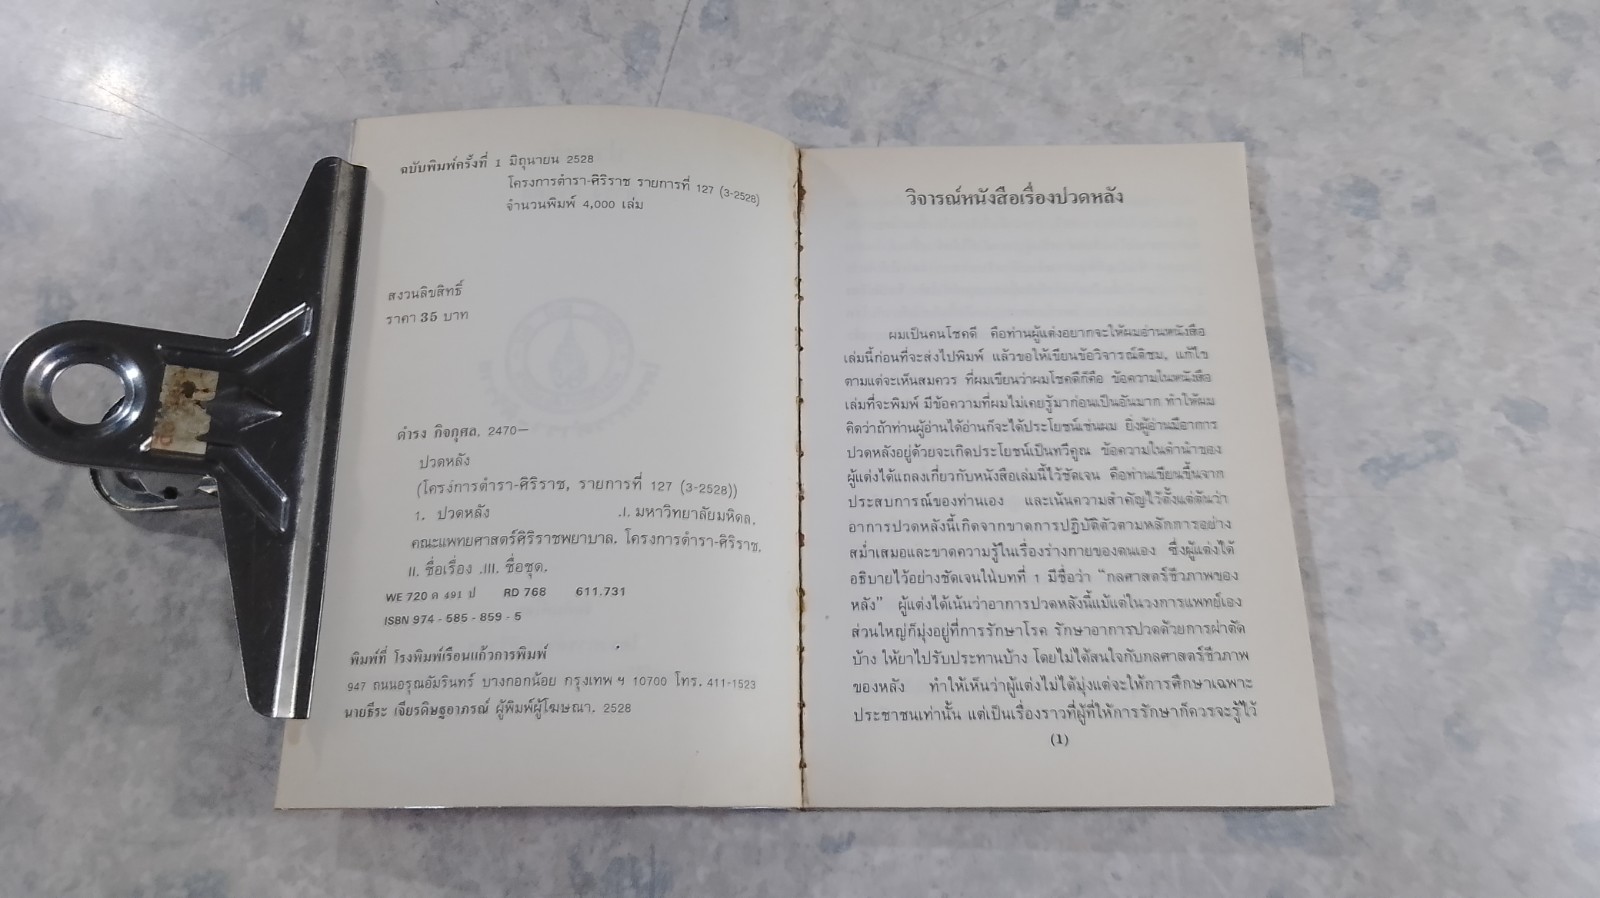 ฉบับพิมพ์ครั้งที่ 1 มิถุนายน 2528
โครงการตำรา-ศิริราช รายการที่ 127 (3-2528)
จำนวนพิมพ์ 4,000 เล่ม
สงวนลิขสิทธิ์
ราคา 35 บาท
ดำรง กิจกุศล, 2470—
ปวดหลัง
(โครงการตำรา-ศิริราช, รายการที่ 127 (3-2528))
1. ปวดหลัง .I. มหาวิทยาลัยมหิดล.
คณะแพทยศาสตร์ศิริราชพยาบาล. โครงการตำรา-ศิริราช.
II. ชื่อเรื่อง .III. ชื่อชุด.
WE 720 ด 491 ป RD 768 611.731
ISBN 974 - 585 - 859 - 5
พิมพ์ที่ โรงพิมพ์เรือนแก้วการพิมพ์
947 ถนนอรุณอัมรินทร์ บางกอกน้อย กรุงเทพ ฯ 10700 โทร. 411-1523
นายธีระ เจียรดิษฐอาภรณ์ ผู้พิมพ์ผู้โฆษณา. 2528
วิจารณ์หนังสือเรื่องปวดหลัง
ผมเป็นคนโชคดี คือท่านผู้แต่งอยากจะให้ผมอ่านหนังสือ
เล่มนี้ก่อนที่จะส่งไปพิมพ์ แล้วขอให้เขียนข้อวิจารณ์ติชม, แก้ไข
ตามแต่จะเห็นสมควร ที่ผมเขียนว่าผมโชคดีก็คือ ข้อความในหนังสือ
เล่มที่จะพิมพ์ มีข้อความที่ผมไม่เคยรู้มาก่อนเป็นอันมาก ทำให้ผม
คิดว่าถ้าท่านผู้อ่านได้อ่านก็จะได้ประโยชน์เช่นผม ยิ่งผู้อ่านมีอาการ
ปวดหลังอยู่ด้วยจะเกิดประโยชน์เป็นทวีคูณ ข้อความในคำนำของ
ผู้แต่งได้แถลงเกี่ยวกับหนังสือเล่มนี้ไว้ชัดเจน คือท่านเขียนขึ้นจาก
ประสบการณ์ของท่านเอง และเน้นความสำคัญไว้ตั้งแต่ต้นว่า
อาการปวดหลังนี้เกิดจากขาดการปฏิบัติตัวตามหลักการอย่าง
สม่ำเสมอและขาดความรู้ในเรื่องร่างกายของตนเอง ซึ่งผู้แต่งได้
อธิบายไว้อย่างชัดเจนในบทที่ 1 มีชื่อว่า “กลศาสตร์ชีวภาพของ
หลัง” ผู้แต่งได้เน้นว่าอาการปวดหลังนี้แม้แต่ในวงการแพทย์เอง
ส่วนใหญ่ก็มุ่งอยู่ที่การรักษาโรค รักษาอาการปวดด้วยการผ่าตัด
บ้าง ให้ยาไปรับประทานบ้าง โดยไม่ได้สนใจกับกลศาสตร์ชีวภาพ
ของหลัง ทำให้เห็นว่าผู้แต่งไม่ได้มุ่งแต่จะให้การศึกษาเฉพาะ
ประชาชนเท่านั้น แต่เป็นเรื่องราวที่ผู้ที่ให้การรักษาก็ควรจะรู้ไว้
(1)